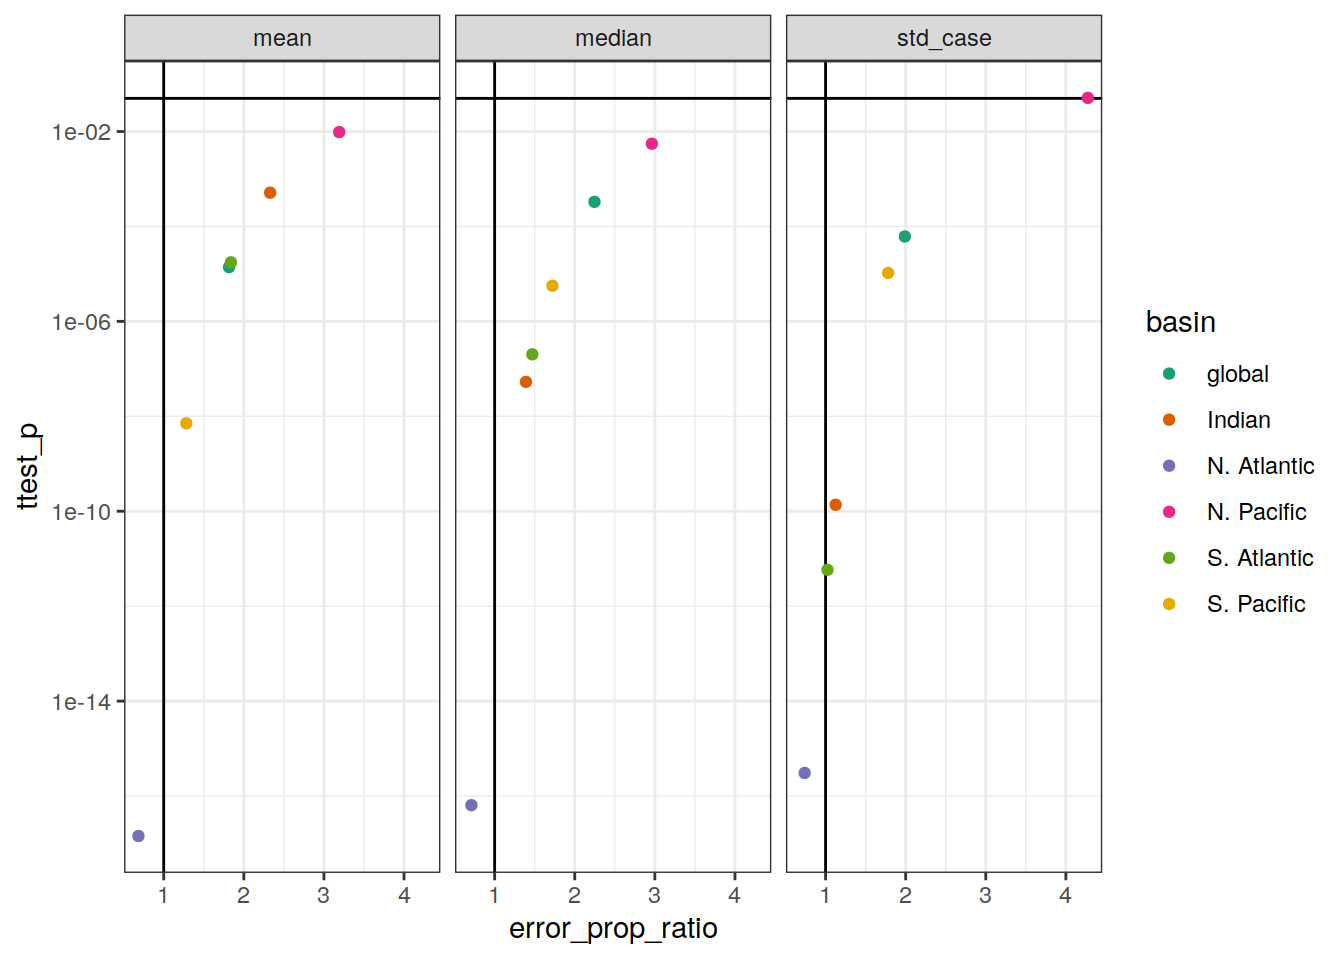 mean
median
std_case
1e-02
1e-06
1e-10
1e-14
ttest_p
1 2 3 4
1 2 3 4
1 2 3 4
error_prop_ratio
basin
global
Indian
N. Atlantic
N. Pacific
S. Atlantic
S. Pacific